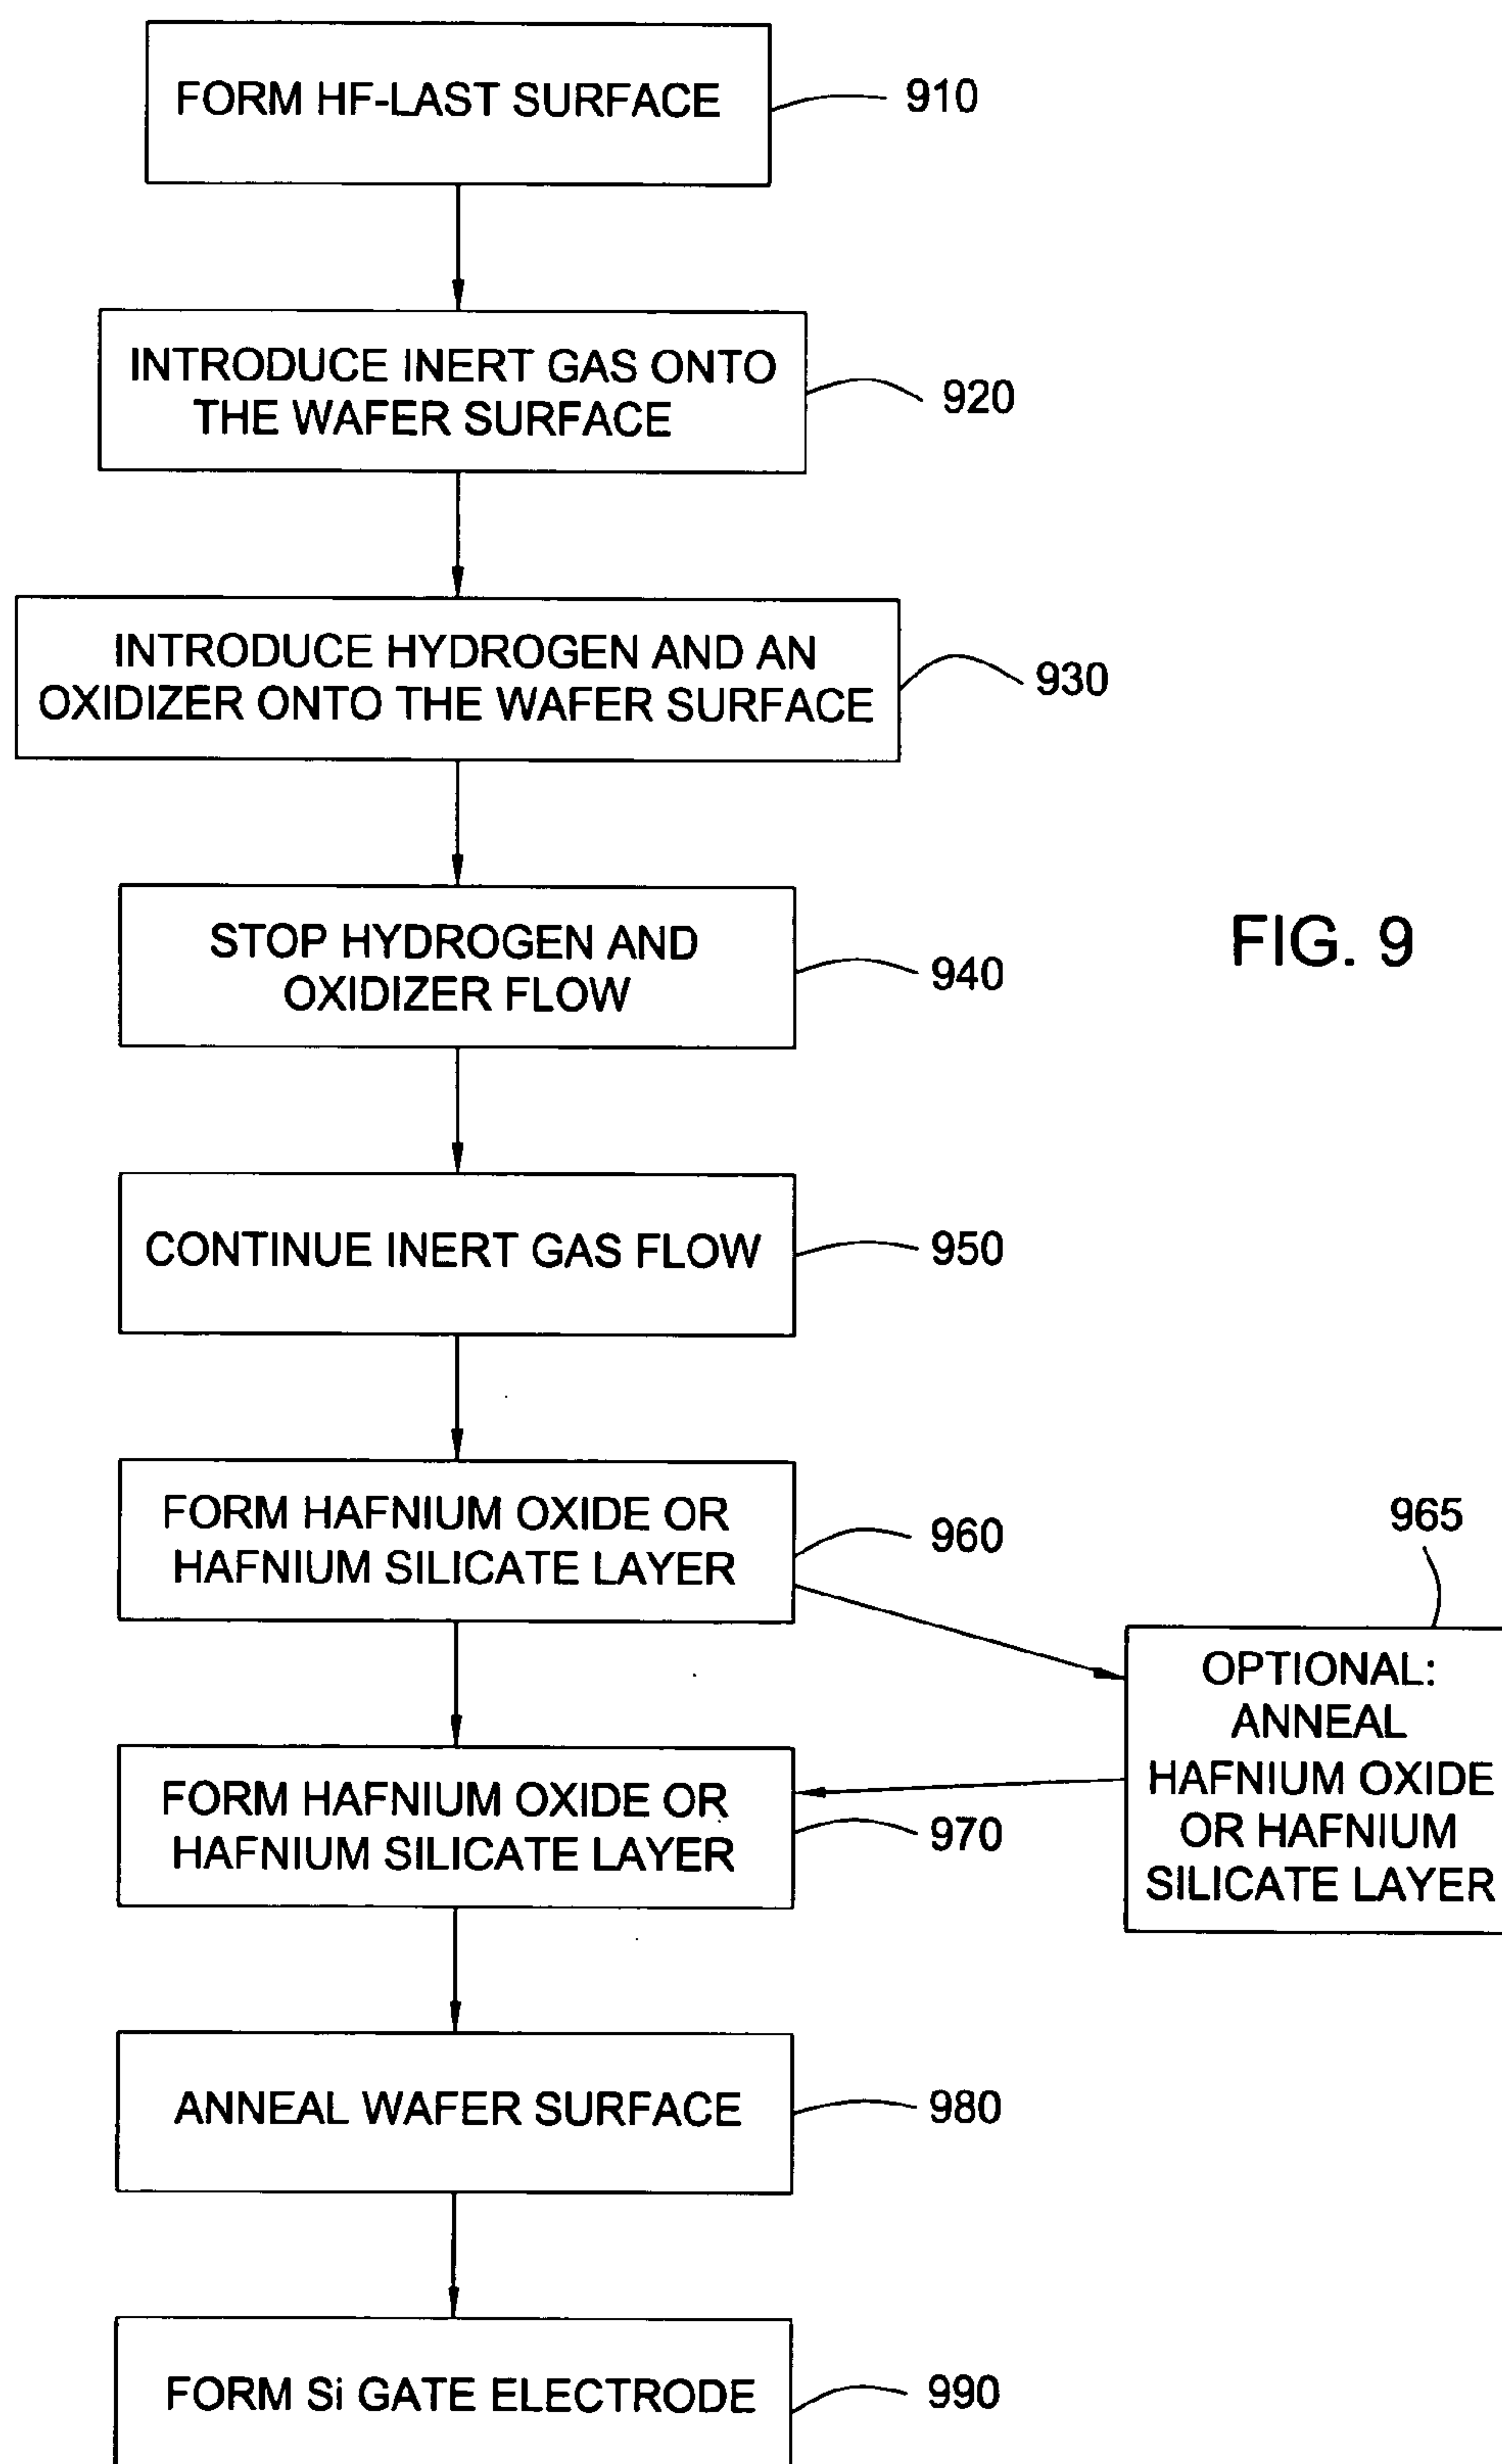 FORM HF-LAST SURFACE
910
INTRODUCE INERT GAS ONTO
THE WAFER SURFACE
920
INTRODUCE HYDROGEN AND AN
OXIDIZER ONTO THE WAFER SURFACE
930
STOP HYDROGEN AND
OXIDIZER FLOW
940
FIG. 9
CONTINUE INERT GAS FLOW
950
FORM HAFNIUM OXIDE OR
HAFNIUM SILICATE LAYER
960
965
OPTIONAL:
ANNEAL
HAFNIUM OXIDE
OR HAFNIUM
SILICATE LAYER
FORM HAFNIUM OXIDE OR
HAFNIUM SILICATE LAYER
970
ANNEAL WAFER SURFACE
980
FORM Si GATE ELECTRODE
990